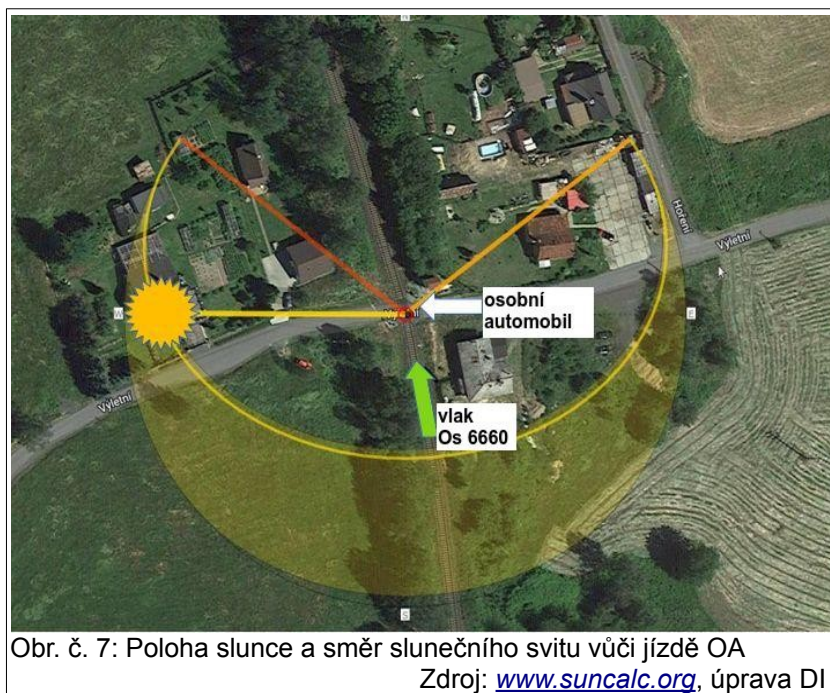 N
Hoření
Výletní
osobní
automobil
W
E
Výletní
vlak
Os 6660
S
Obr. č. 7: Poloha slunce a směr slunečního svitu vůči jízdě OA
Zdroj: www.suncalc.org, úprava DI